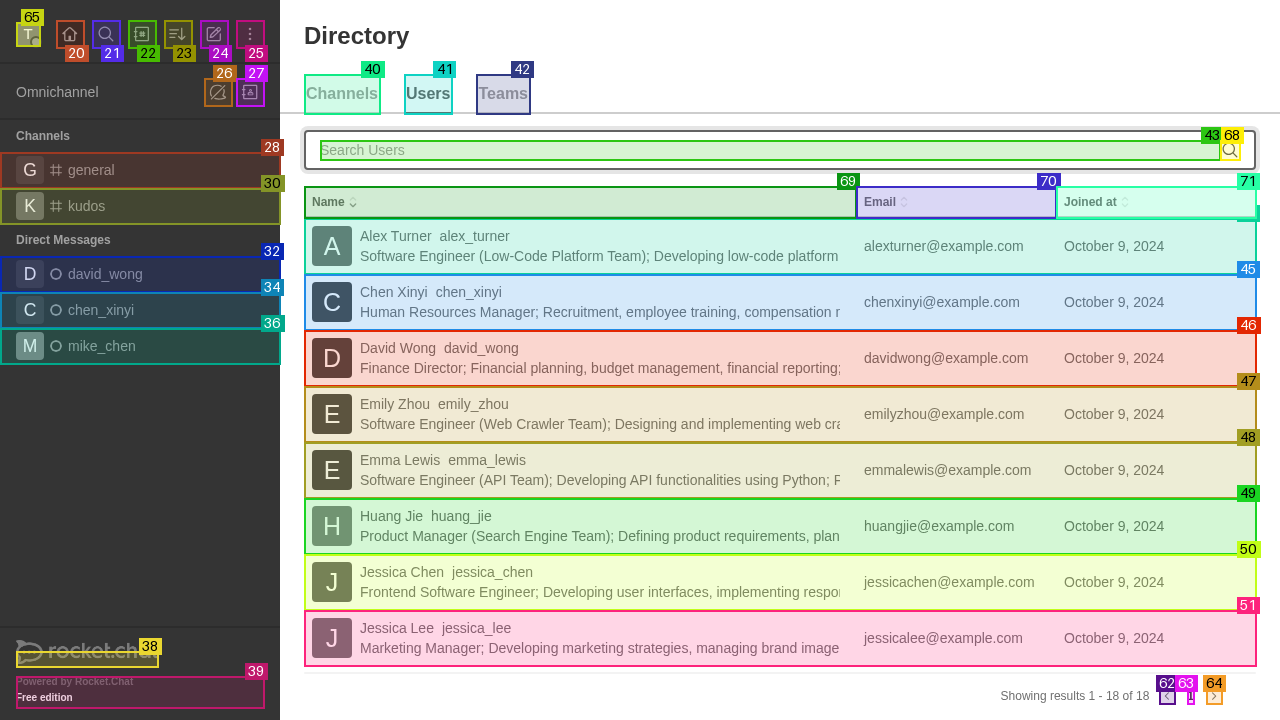 65
T
20
21
22
23
24
25
Omnichannel
26
27
Channels
28
G general
30
K kudos
Direct Messages
32
D david_wong
34
C chen_xinyi
36
M mike_chen
38
rocket.cha
39
Powered by Rocket.Chat
Free edition
Directory
40
41
42
Channels Users Teams
43 68
Search Users
69 70 71
Name Email Joined at
A Alex Turner alex_turner alexturner@example.com October 9, 2024
Software Engineer (Low-Code Platform Team); Developing low-code platform
45
C Chen Xinyi chen_xinyi chenxinyi@example.com October 9, 2024
Human Resources Manager; Recruitment, employee training, compensation r
46
D David Wong david_wong davidwong@example.com October 9, 2024
Finance Director; Financial planning, budget management, financial reporting;
47
E Emily Zhou emily_zhou emilyzhou@example.com October 9, 2024
Software Engineer (Web Crawler Team); Designing and implementing web cra
48
E Emma Lewis emma_lewis emmalewis@example.com October 9, 2024
Software Engineer (API Team); Developing API functionalities using Python; F
49
H Huang Jie huang_jie huangjie@example.com October 9, 2024
Product Manager (Search Engine Team); Defining product requirements, plan
50
J Jessica Chen jessica_chen jessicachen@example.com October 9, 2024
Frontend Software Engineer; Developing user interfaces, implementing respo
51
J Jessica Lee jessica_lee jessicalee@example.com October 9, 2024
Marketing Manager; Developing marketing strategies, managing brand image
62 63 64
Showing results 1 - 18 of 18 1